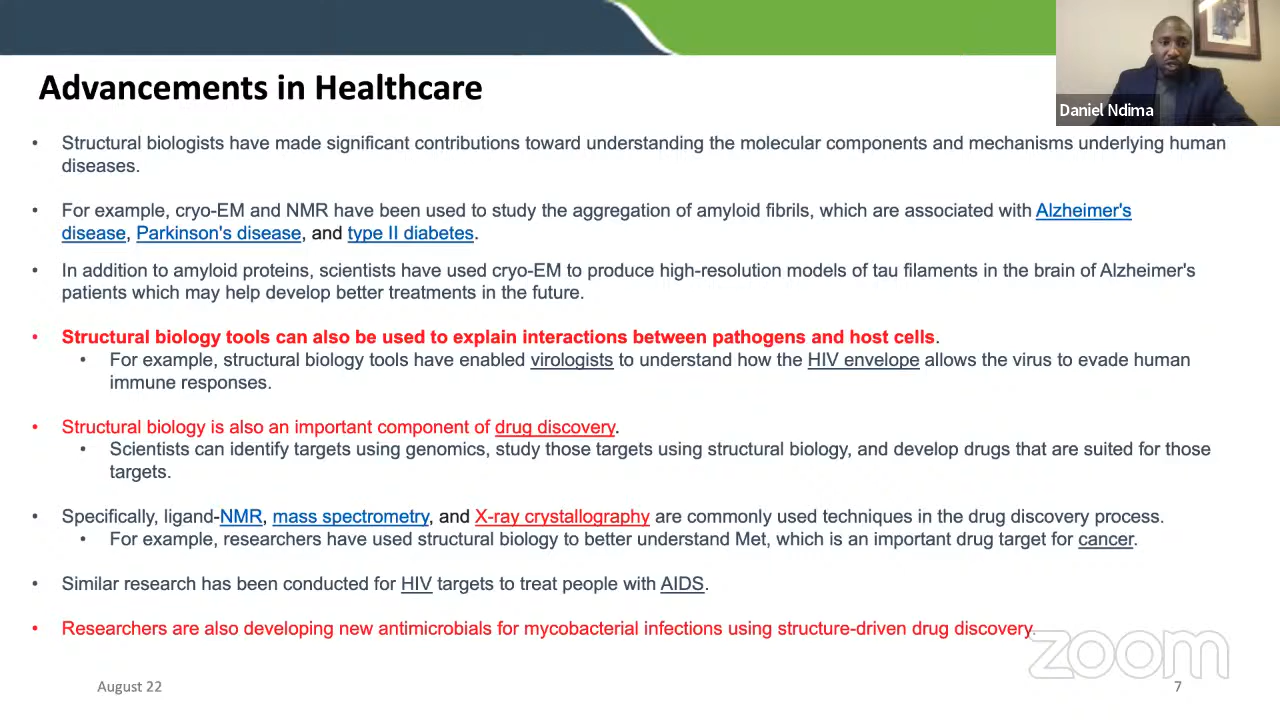 Advancements in Healthcare
Daniel Ndima
• Structural biologists have made significant contributions toward understanding the molecular components and mechanisms underlying human
diseases.
• For example, cryo-EM and NMR have been used to study the aggregation of amyloid fibrils, which are associated with Alzheimer's
disease, Parkinson's disease, and type II diabetes.
• In addition to amyloid proteins, scientists have used cryo-EM to produce high-resolution models of tau filaments in the brain of Alzheimer's
patients which may help develop better treatments in the future.
• Structural biology tools can also be used to explain interactions between pathogens and host cells.
• For example, structural biology tools have enabled virologists to understand how the HIV envelope allows the virus to evade human
immune responses.
• Structural biology is also an important component of drug discovery.
• Scientists can identify targets using genomics, study those targets using structural biology, and develop drugs that are suited for those
targets.
• Specifically, ligand-NMR, mass spectrometry, and X-ray crystallography are commonly used techniques in the drug discovery process.
• For example, researchers have used structural biology to better understand Met, which is an important drug target for cancer.
• Similar research has been conducted for HIV targets to treat people with AIDS.
• Researchers are also developing new antimicrobials for mycobacterial infections using structure-driven drug discovery.
zoom
August 22
7